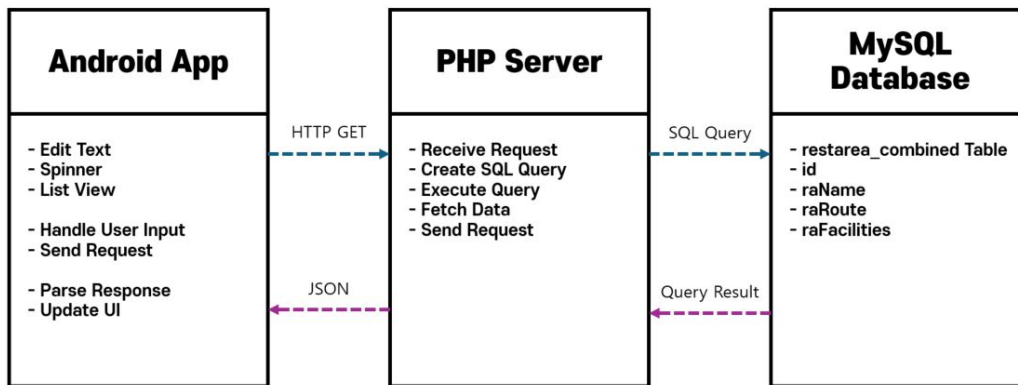 Android App
- Edit Text
- Spinner
- List View
- Handle User Input
- Send Request
- Parse Response
- Update UI
HTTP GET
JSON
PHP Server
- Receive Request
- Create SQL Query
- Execute Query
- Fetch Data
- Send Request
SQL Query
Query Result
MySQL
Database
- restarea_combined Table
- id
- raName
- raRoute
- raFacilities